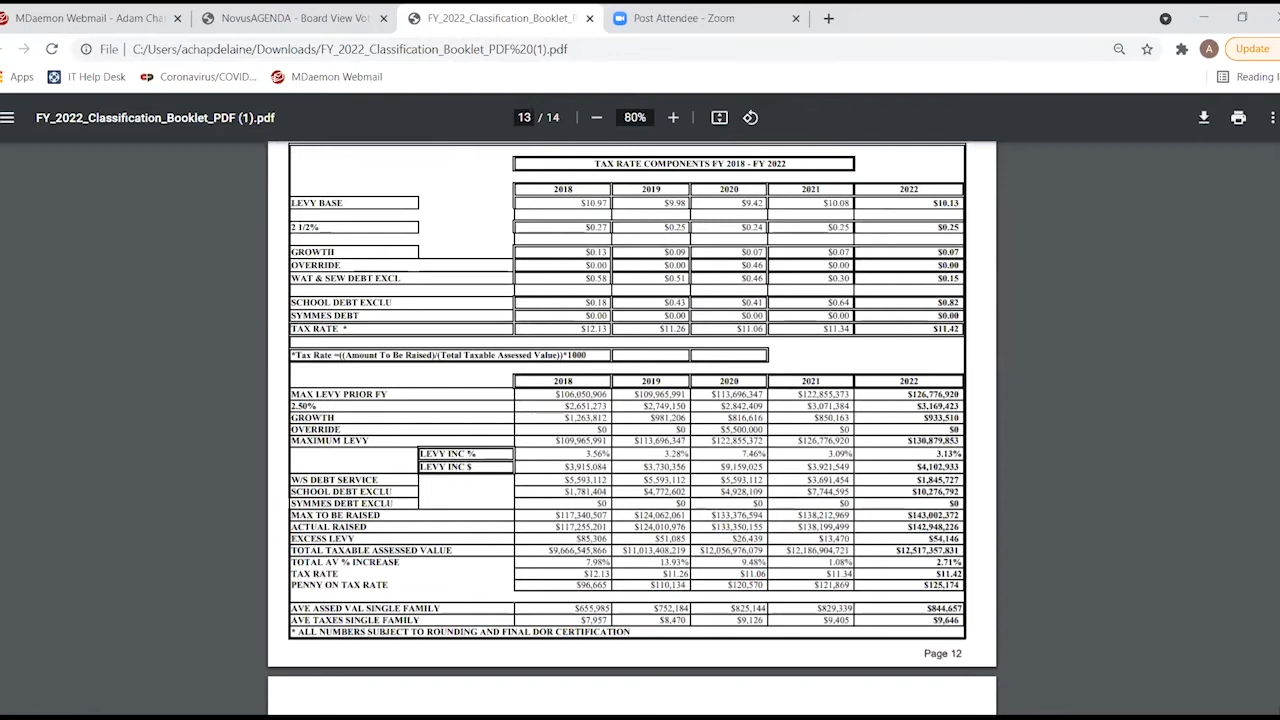 MDaemon Webmail - Adam Cha
NovusAGENDA - Board View Vo
FY_2022_Classification_Booklet_P
Post Attendee - Zoom
File | C:/Users/achapdelaine/Downloads/FY_2022_Classification_Booklet_PDF%20(1).pdf
A Update
Apps IT Help Desk Coronavirus/COVID... MDaemon Webmail Reading l
FY_2022_Classification_Booklet_PDF (1).pdf 13 / 14 80%
TAX RATE COMPONENTS FY 2018 - FY 2022
2018 2019 2020 2021 2022
LEVY BASE $10.97 $9.98 $9.42 $10.08 $10.13
2 1/2% $0.27 $0.25 $0.24 $0.25 $0.25
GROWTH $0.13 $0.09 $0.07 $0.07 $0.07
OVERRIDE $0.00 $0.00 $0.46 $0.00 $0.00
WAT & SEW DEBT EXCL $0.58 $0.51 $0.46 $0.30 $0.15
SCHOOL DEBT EXCLU $0.18 $0.43 $0.41 $0.64 $0.82
SYMMES DEBT $0.00 $0.00 $0.00 $0.00 $0.00
TAX RATE * $12.13 $11.26 $11.06 $11.34 $11.42
*Tax Rate =((Amount To Be Raised)/(Total Taxable Assessed Value))*1000
2018 2019 2020 2021 2022
MAX LEVY PRIOR FY $106,050,906 $109,965,991 $113,696,347 $122,855,373 $126,776,920
2.50% $2,651,273 $2,749,150 $2,842,409 $3,071,384 $3,169,423
GROWTH $1,263,812 $981,206 $816,616 $850,163 $933,510
OVERRIDE $0 $0 $5,500,000 $0 $0
MAXIMUM LEVY $109,965,991 $113,696,347 $122,855,372 $126,776,920 $130,879,853
LEVY INC % 3.56% 3.28% 7.46% 3.09% 3.13%
LEVY INC $ $3,915,084 $3,730,356 $9,159,025 $3,921,549 $4,102,933
W/S DEBT SERVICE $5,593,112 $5,593,112 $5,593,112 $3,691,454 $1,845,727
SCHOOL DEBT EXCLU $1,781,404 $4,772,602 $4,928,109 $7,744,595 $10,276,792
SYMMES DEBT EXCLU $0 $0 $0 $0 $0
MAX TO BE RAISED $117,340,507 $124,062,061 $133,376,594 $138,212,969 $143,002,372
ACTUAL RAISED $117,255,201 $124,010,976 $133,350,155 $138,199,499 $142,948,226
EXCESS LEVY $85,306 $51,085 $26,439 $13,470 $54,146
TOTAL TAXABLE ASSESSED VALUE $9,666,545,866 $11,013,408,219 $12,056,976,079 $12,186,904,721 $12,517,357,831
TOTAL AV % INCREASE 7.98% 13.93% 9.48% 1.08% 2.71%
TAX RATE $12.13 $11.26 $11.06 $11.34 $11.42
PENNY ON TAX RATE $96,665 $110,134 $120,570 $121,869 $125,174
AVE ASSED VAL SINGLE FAMILY $655,985 $752,184 $825,144 $829,339 $844,657
AVE TAXES SINGLE FAMILY $7,957 $8,470 $9,126 $9,405 $9,646
* ALL NUMBERS SUBJECT TO ROUNDING AND FINAL DOR CERTIFICATION
Page 12